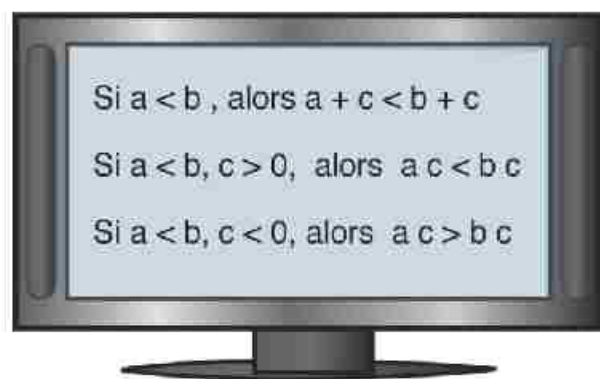 Si a < b , alors a + c < b + c
Si a < b, c > 0, alors a c < b c
Si a < b, c < 0, alors a c > b c